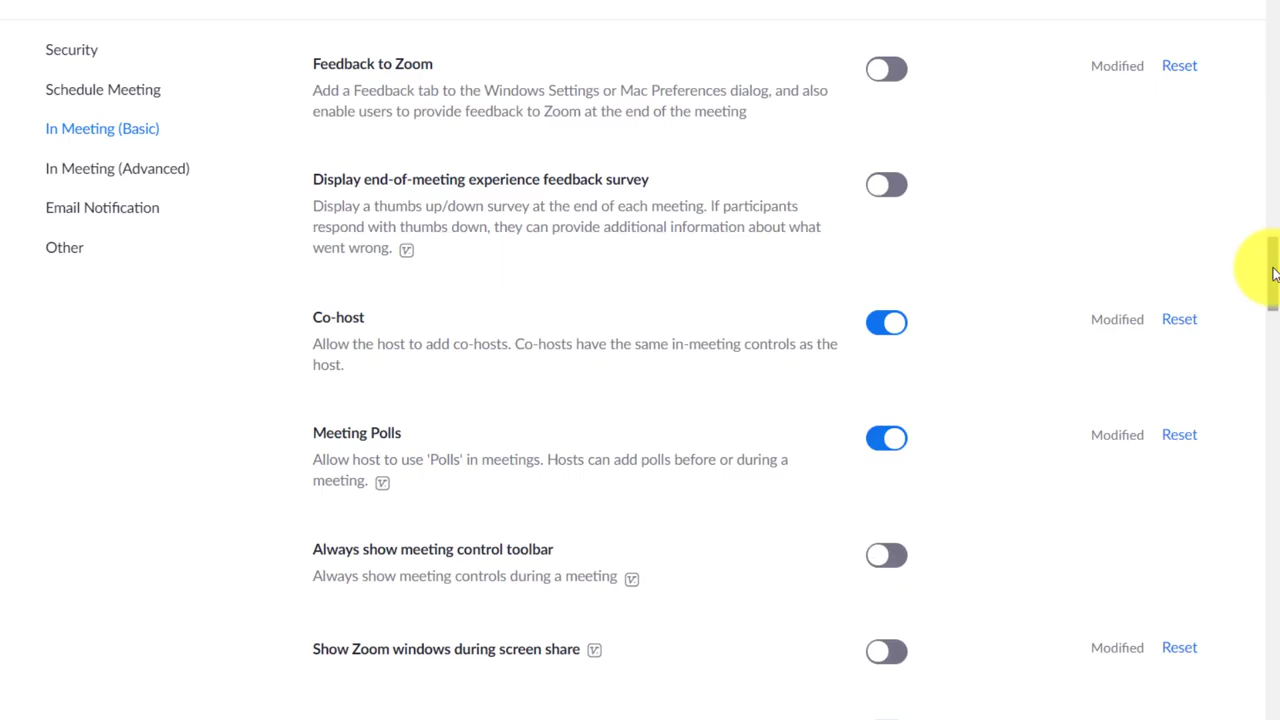 Security
Schedule Meeting
In Meeting (Basic)
In Meeting (Advanced)
Email Notification
Other
Feedback to Zoom
Modified Reset
Add a Feedback tab to the Windows Settings or Mac Preferences dialog, and also
enable users to provide feedback to Zoom at the end of the meeting
Display end-of-meeting experience feedback survey
Display a thumbs up/down survey at the end of each meeting. If participants
respond with thumbs down, they can provide additional information about what
went wrong.
Co-host
Modified Reset
Allow the host to add co-hosts. Co-hosts have the same in-meeting controls as the
host.
Meeting Polls
Modified Reset
Allow host to use 'Polls' in meetings. Hosts can add polls before or during a
meeting.
Always show meeting control toolbar
Always show meeting controls during a meeting
Show Zoom windows during screen share
Modified Reset